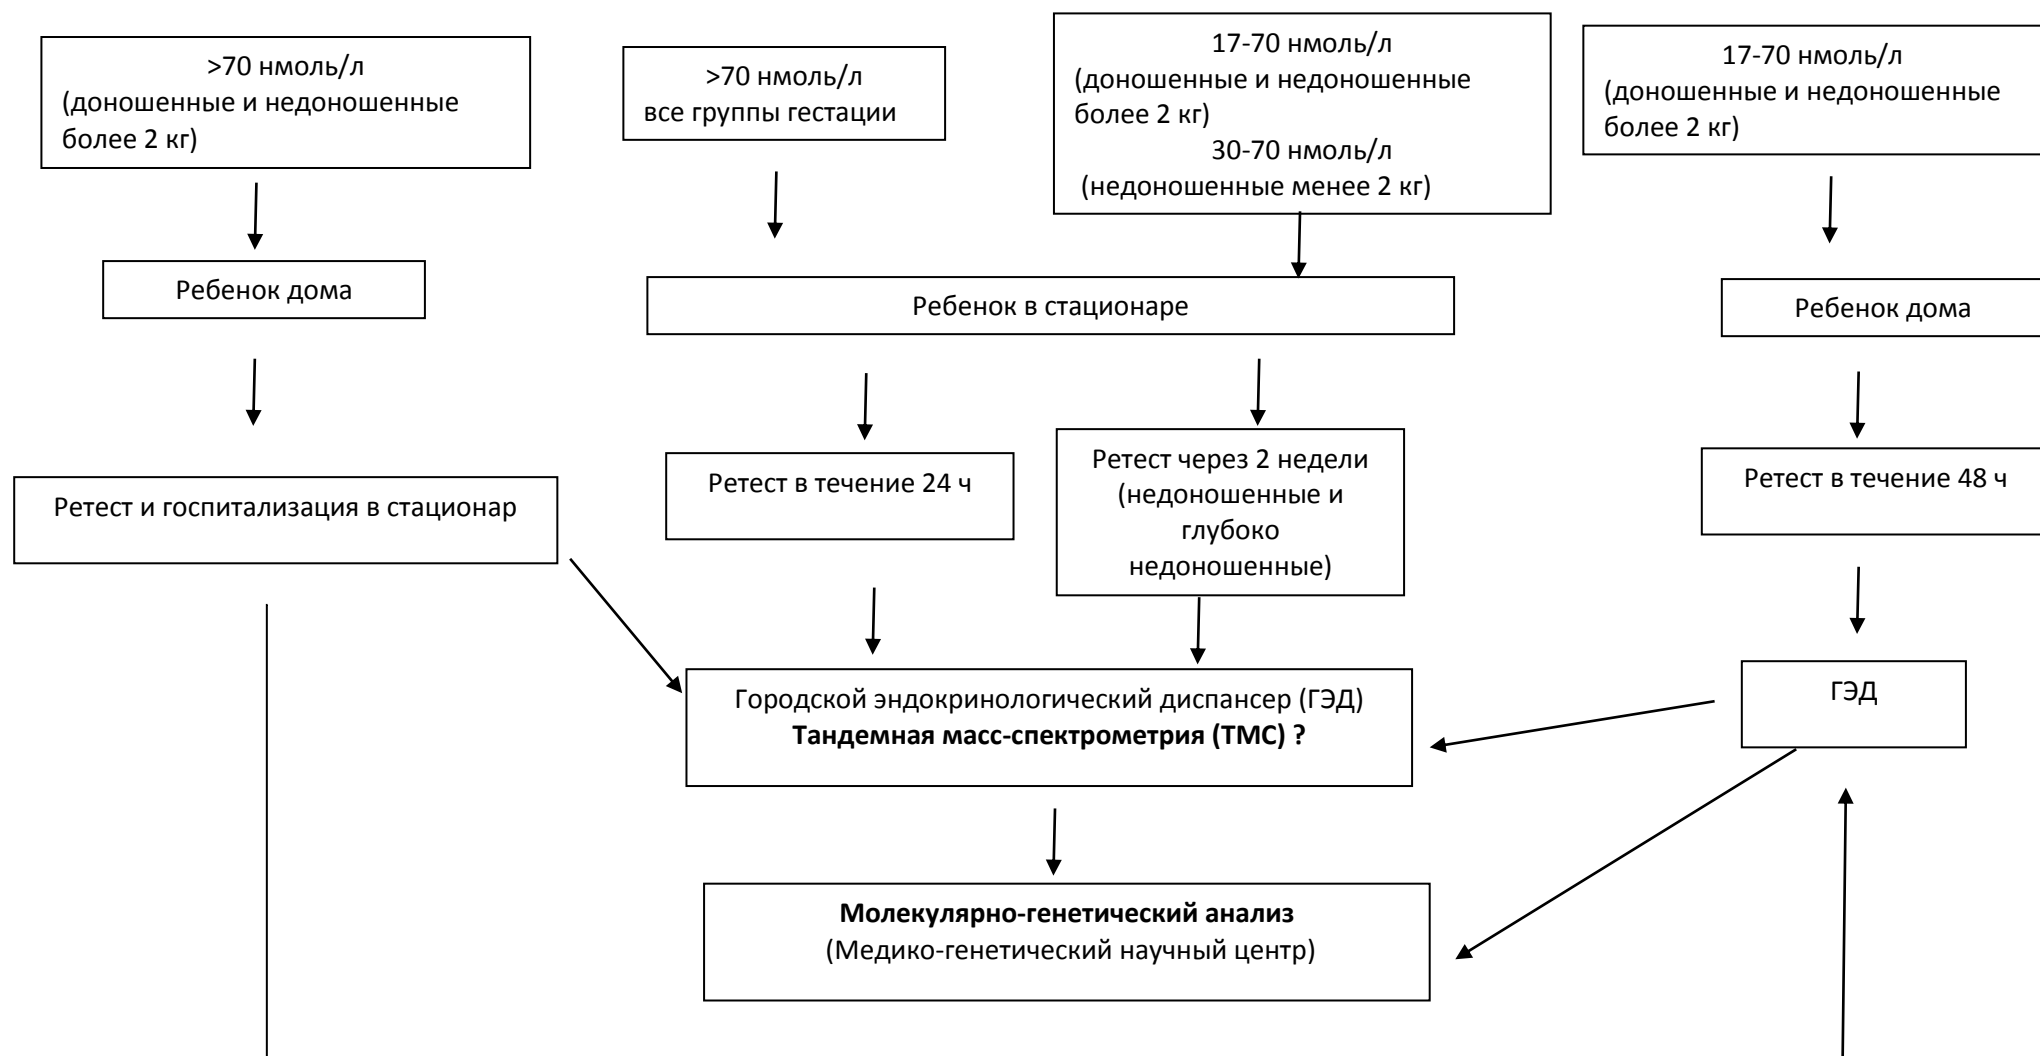 >70 нмоль/л
(доношенные и недоношенные
более 2 кг)
>70 нмоль/л
все группы гестации
17-70 нмоль/л
(доношенные и недоношенные
более 2 кг)
30-70 нмоль/л
(недоношенные менее 2 кг)
17-70 нмоль/л
(доношенные и недоношенные
более 2 кг)
Ребенок дома
Ребенок в стационаре
Ребенок дома
Ретест и госпитализация в стационар
Ретест в течение 24 ч
Ретест через 2 недели
(недоношенные и
глубоко
недоношенные)
Ретест в течение 48 ч
Городской эндокринологический диспансер (ГЭД)
Тандемная масс-спектрометрия (ТМС) ?
ГЭД
Молекулярно-генетический анализ
(Медико-генетический научный центр)